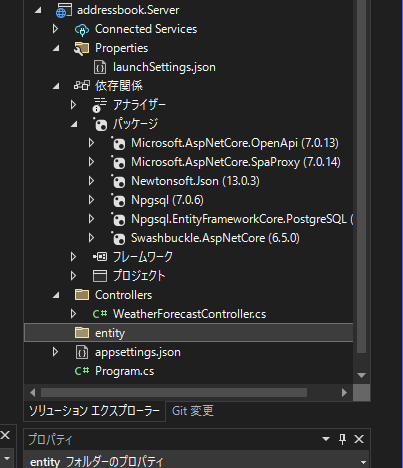 addressbook.Server
Connected Services
Properties
launchSettings.json
依存関係
アナライザー
パッケージ
Microsoft.AspNetCore.OpenApi (7.0.13)
Microsoft.AspNetCore.SpaProxy (7.0.14)
Newtonsoft.Json (13.0.3)
Npgsql (7.0.6)
Npgsql.EntityFrameworkCore.PostgreSQL (
Swashbuckle.AspNetCore (6.5.0)
フレームワーク
プロジェクト
Controllers
C# WeatherForecastController.cs
entity
appsettings.json
C# Program.cs
ソリューション エクスプローラー Git 変更
プロパティ
entity フォルダーのプロパティ